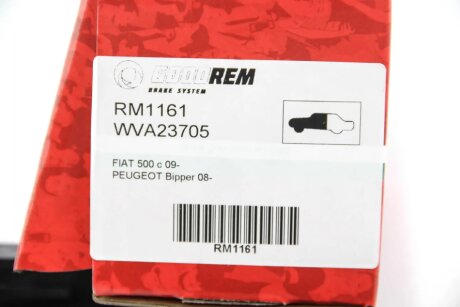 GOODREM
BRAKE SYSTEM
RM1161
WVA23705
FIAT 500 c 09-
PEUGEOT Bipper 08-
RM1161